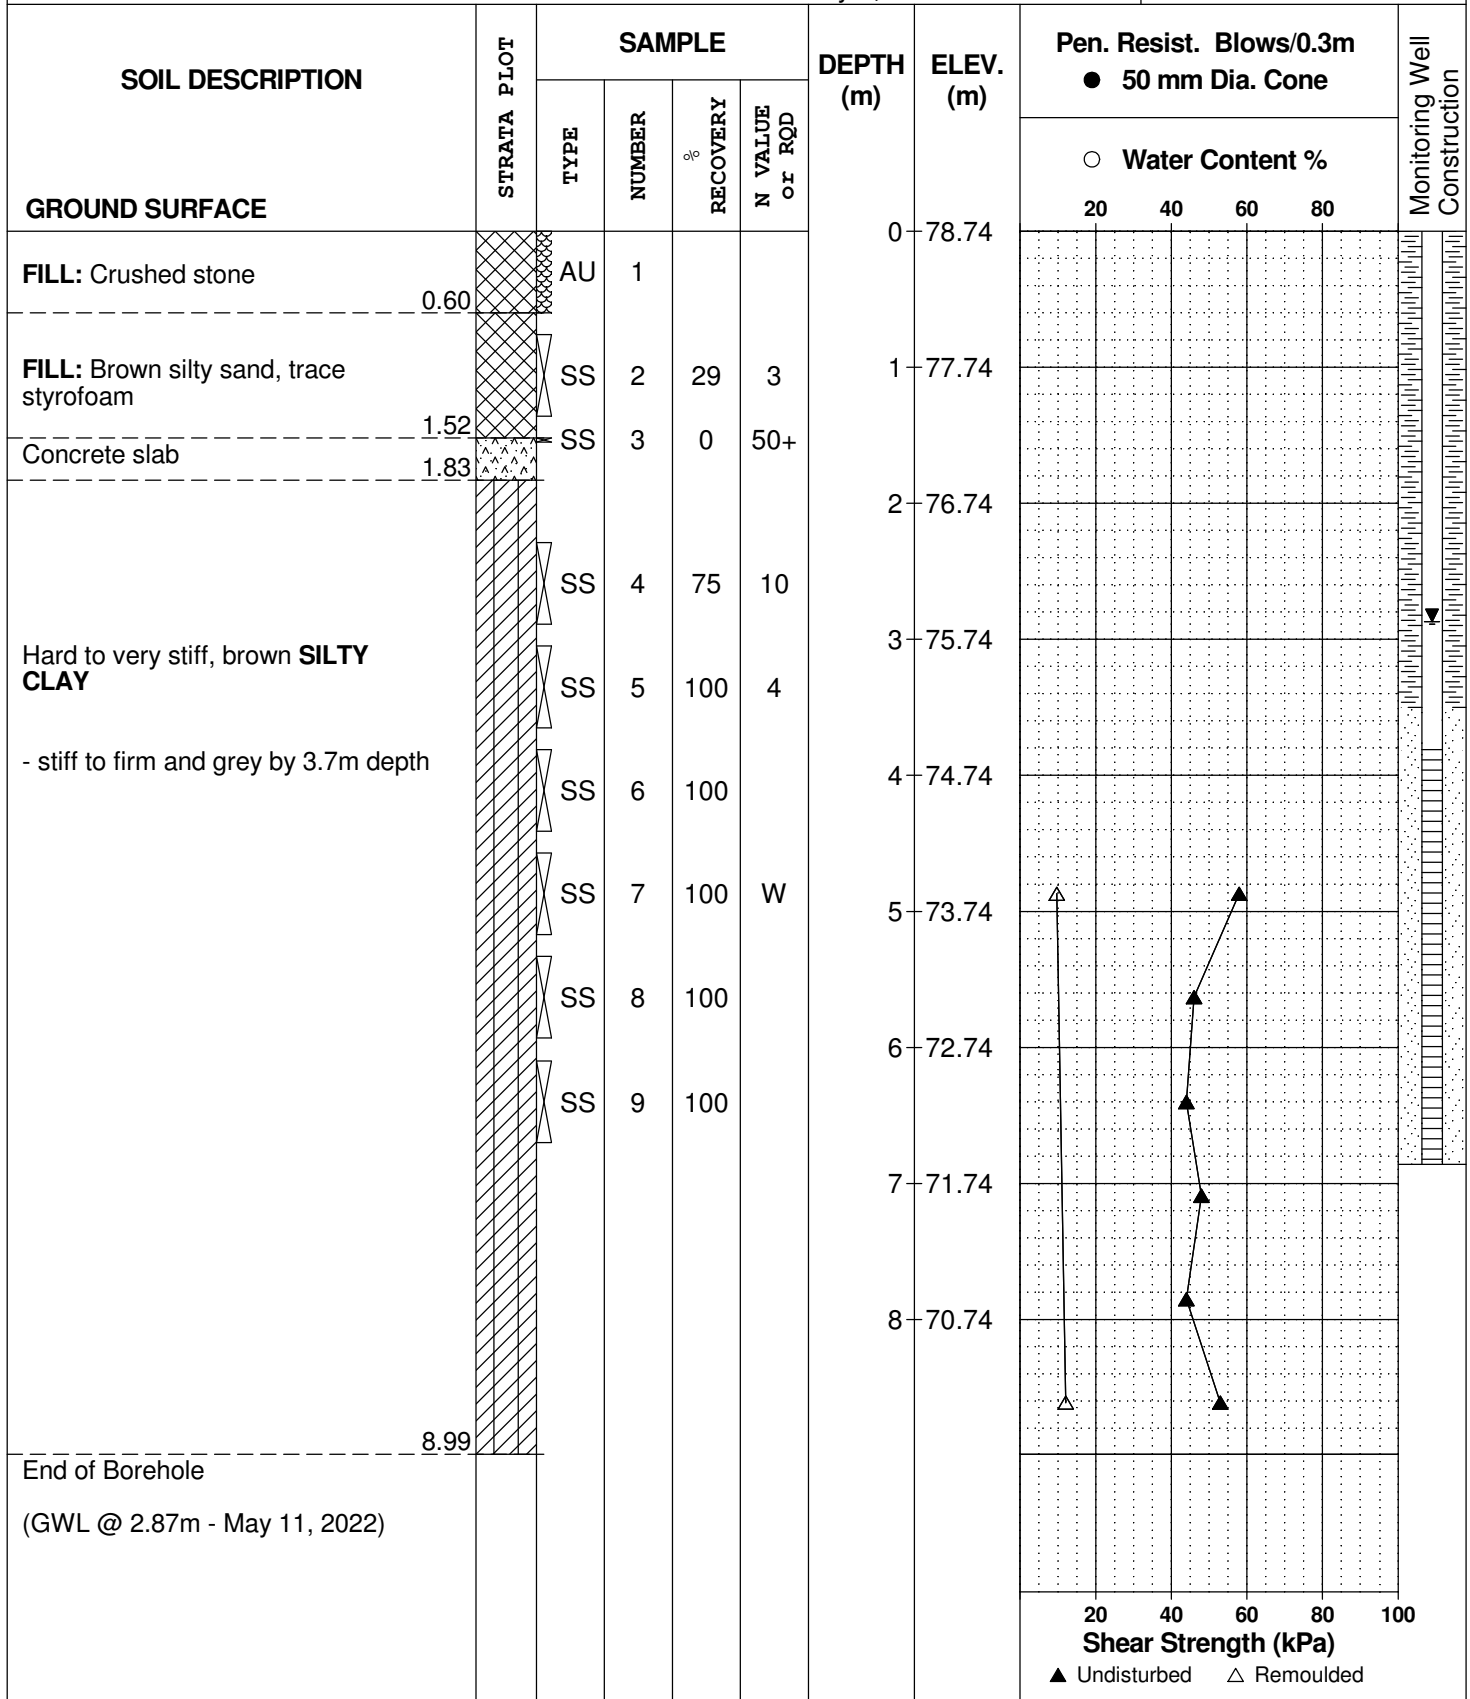 SOIL DESCRIPTION
GROUND SURFACE
STRATA PLOT
SAMPLE
TYPE
NUMBER
% RECOVERY
N VALUE or RQD
DEPTH (m)
ELEV. (m)
Pen. Resist. Blows/0.3m
● 50 mm Dia. Cone
○ Water Content %
20 40 60 80
Monitoring Well Construction
0 78.74
FILL: Crushed stone
0.60
AU 1
FILL: Brown silty sand, trace
styrofoam
1.52
SS 2 29 3
1 77.74
SS 3 0 50+
Concrete slab
1.83
2 76.74
SS 4 75 10
3 75.74
Hard to very stiff, brown SILTY
CLAY
SS 5 100 4
- stiff to firm and grey by 3.7m depth
4 74.74
SS 6 100
SS 7 100 W
5 73.74
SS 8 100
6 72.74
SS 9 100
7 71.74
8 70.74
8.99
End of Borehole
(GWL @ 2.87m - May 11, 2022)
20 40 60 80 100
Shear Strength (kPa)
▲ Undisturbed △ Remoulded